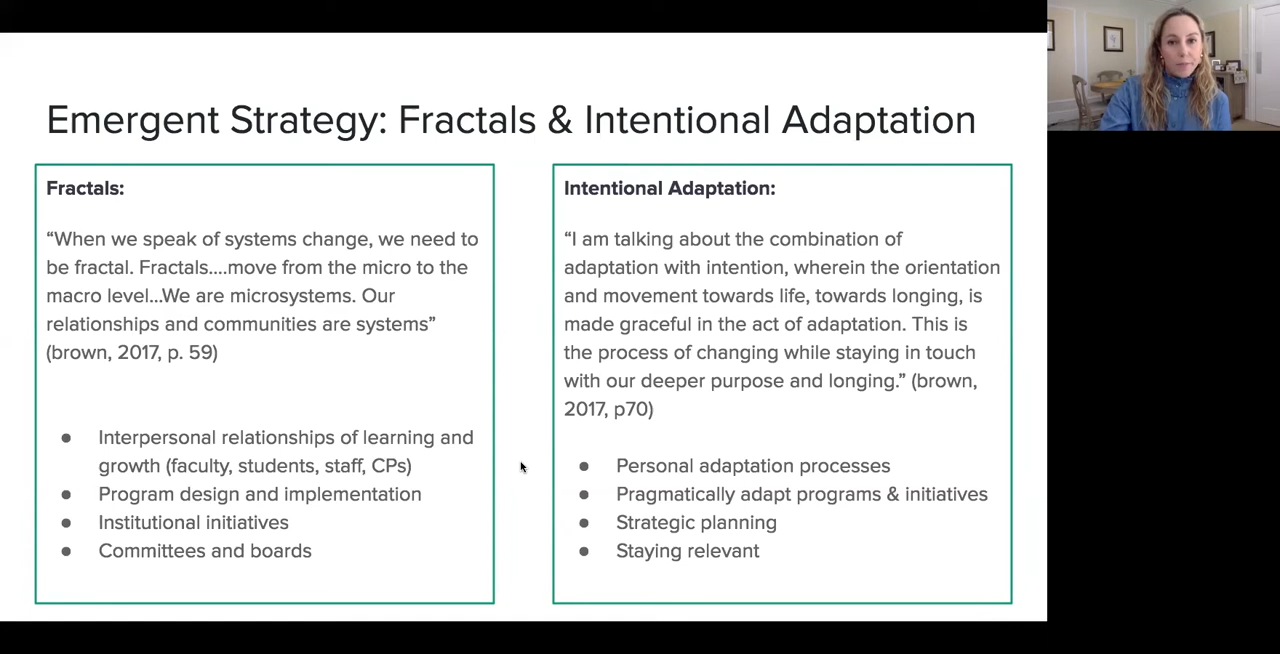 Emergent Strategy: Fractals & Intentional Adaptation
Fractals:
“When we speak of systems change, we need to
be fractal. Fractals....move from the micro to the
macro level...We are microsystems. Our
relationships and communities are systems”
(brown, 2017, p. 59)
● Interpersonal relationships of learning and
growth (faculty, students, staff, CPs)
● Program design and implementation
● Institutional initiatives
● Committees and boards
Intentional Adaptation:
“I am talking about the combination of
adaptation with intention, wherein the orientation
and movement towards life, towards longing, is
made graceful in the act of adaptation. This is
the process of changing while staying in touch
with our deeper purpose and longing.” (brown,
2017, p70)
● Personal adaptation processes
● Pragmatically adapt programs & initiatives
● Strategic planning
● Staying relevant